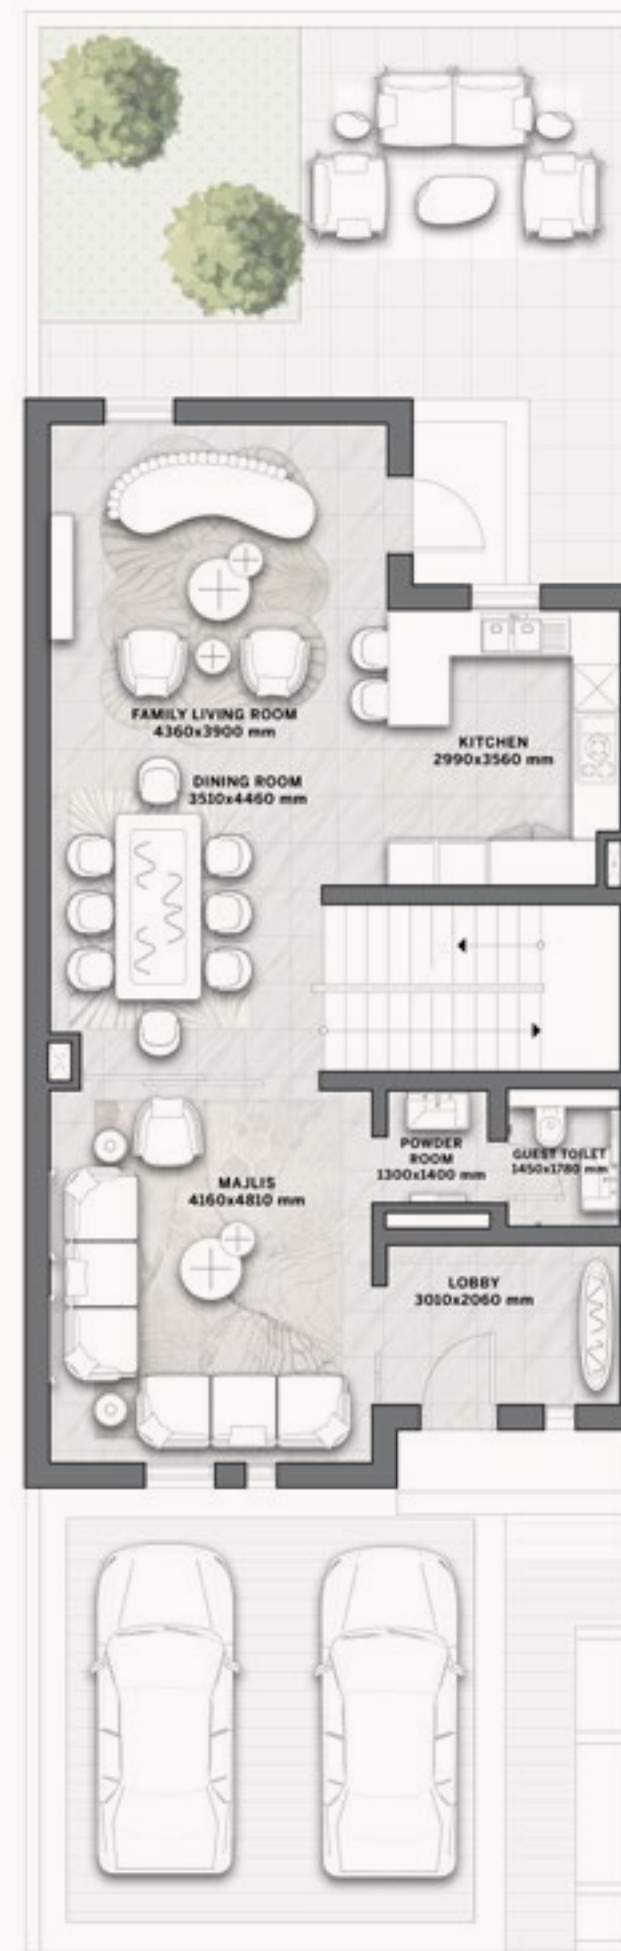 FAMILY LIVING ROOM
4360x3900 mm
KITCHEN
2990x3560 mm
DINING ROOM
3510x4460 mm
POWDER
ROOM
1300x1400 mm
GUEST TOILET
1450x1780 mm
MAJLIS
4160x4810 mm
LOBBY
3010x2060 mm